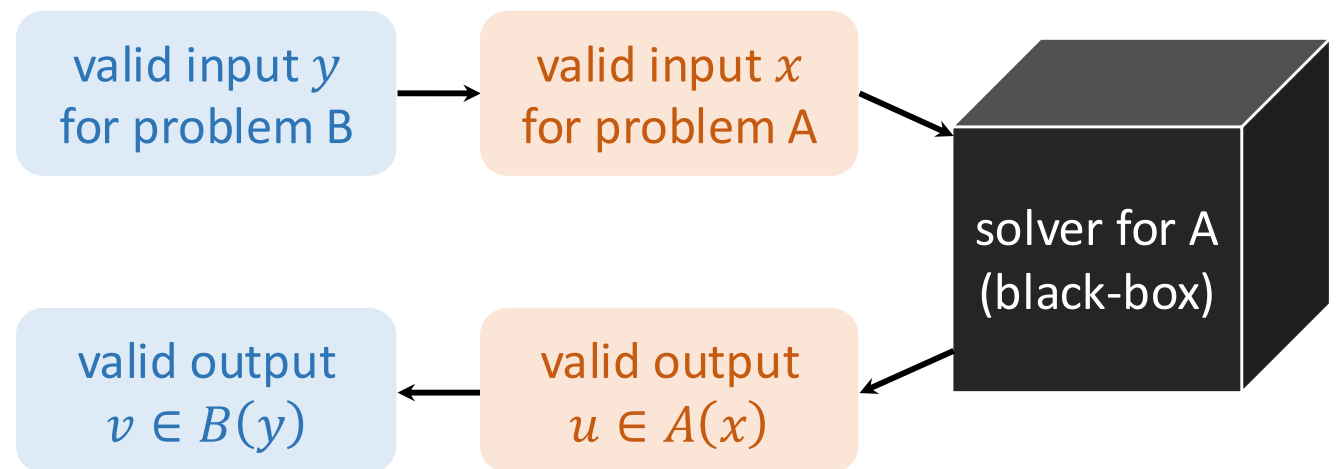 valid input y
for problem B
valid input x
for problem A
solver for A
(black-box)
valid output
v ∈ B(y)
valid output
u ∈ A(x)